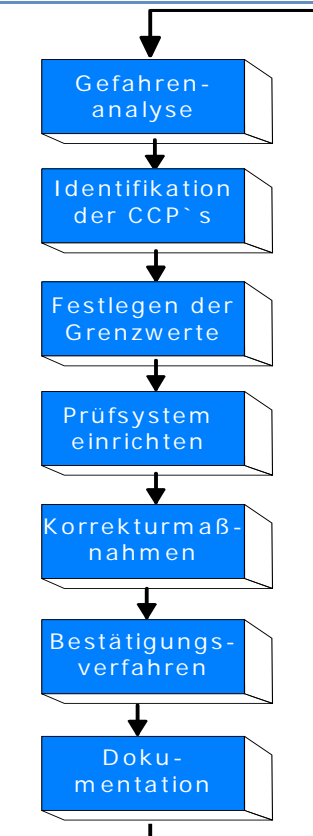 Gefahren-
analyse
Identifikation
der CCP`s
Festlegen der
Grenzwerte
Prüfsystem
einrichten
Korrekturmaß-
nahmen
Bestätigungs-
verfahren
Doku-
mentation